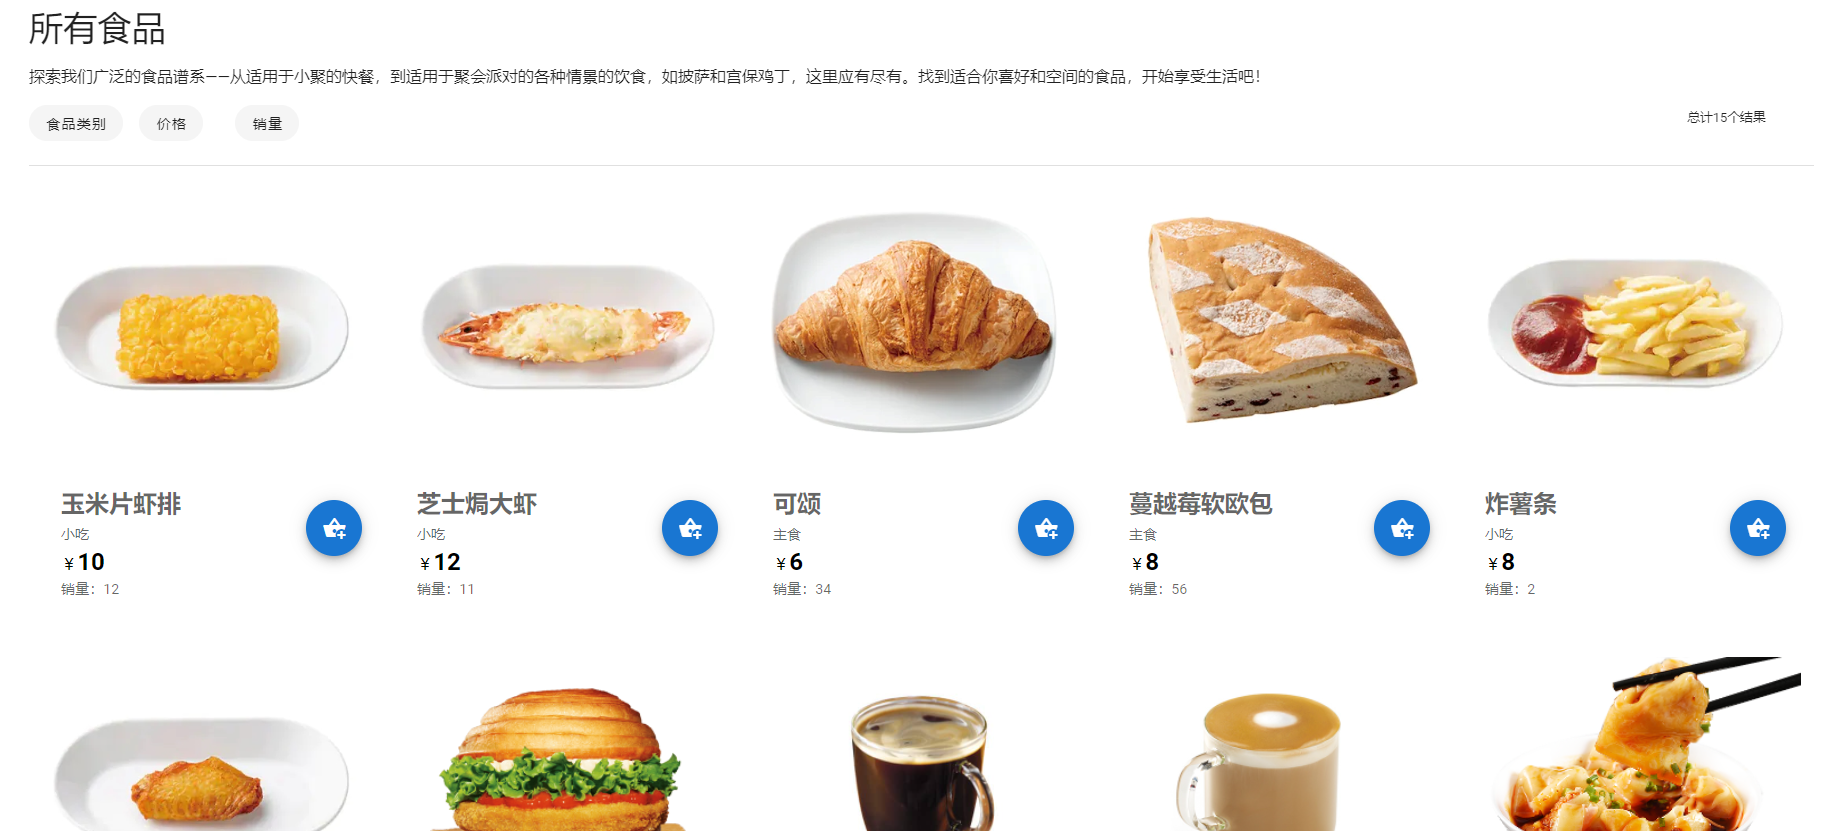 所有食品
探索我们广泛的食品谱系——从适用于小聚的快餐，到适用于聚会派对的各种情景的饮食，如披萨和宫保鸡丁，这里应有尽有。找到适合你喜好和空间的食品，开始享受生活吧！
食品类别 价格 销量 总计15个结果
玉米片虾排 芝士焗大虾 可颂 蔓越莓软欧包 炸薯条
小吃 小吃 主食 主食 小吃
¥10 ¥12 ¥6 ¥8 ¥8
销量：12 销量：11 销量：34 销量：56 销量：2